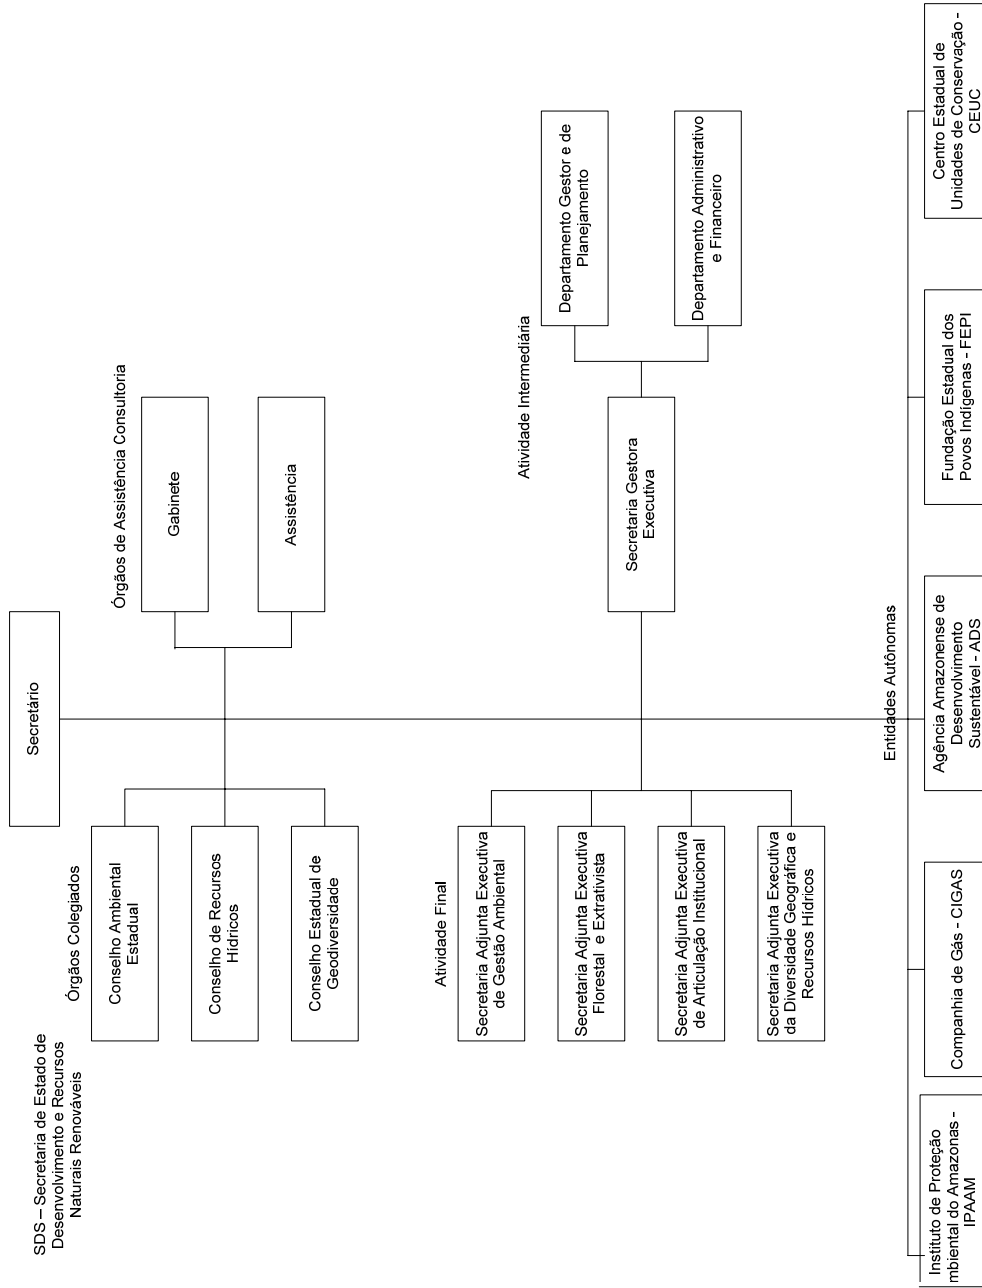 SDS – Secretaria de Estado de
Desenvolvimento e Recursos
Naturais Renováveis
Secretário
Órgãos Colegiados
Conselho Ambiental
Estadual
Conselho de Recursos
Hídricos
Conselho Estadual de
Geodiversidade
Órgãos de Assistência Consultoria
Gabinete
Assistência
Atividade Final
Secretaria Adjunta Executiva
de Gestão Ambiental
Secretaria Adjunta Executiva
Florestal e Extrativista
Secretaria Adjunta Executiva
de Articulação Institucional
Secretaria Adjunta Executiva
da Diversidade Geográfica e
Recursos Hídricos
Atividade Intermediária
Secretaria Gestora
Executiva
Departamento Gestor e de
Planejamento
Departamento Administrativo
e Financeiro
Entidades Autônomas
Instituto de Proteção
mbiental do Amazonas -
IPAAM
Companhia de Gás - CIGAS
Agência Amazonense de
Desenvolvimento
Sustentável - ADS
Fundação Estadual dos
Povos Indígenas - FEPI
Centro Estadual de
Unidades de Conservação -
CEUC